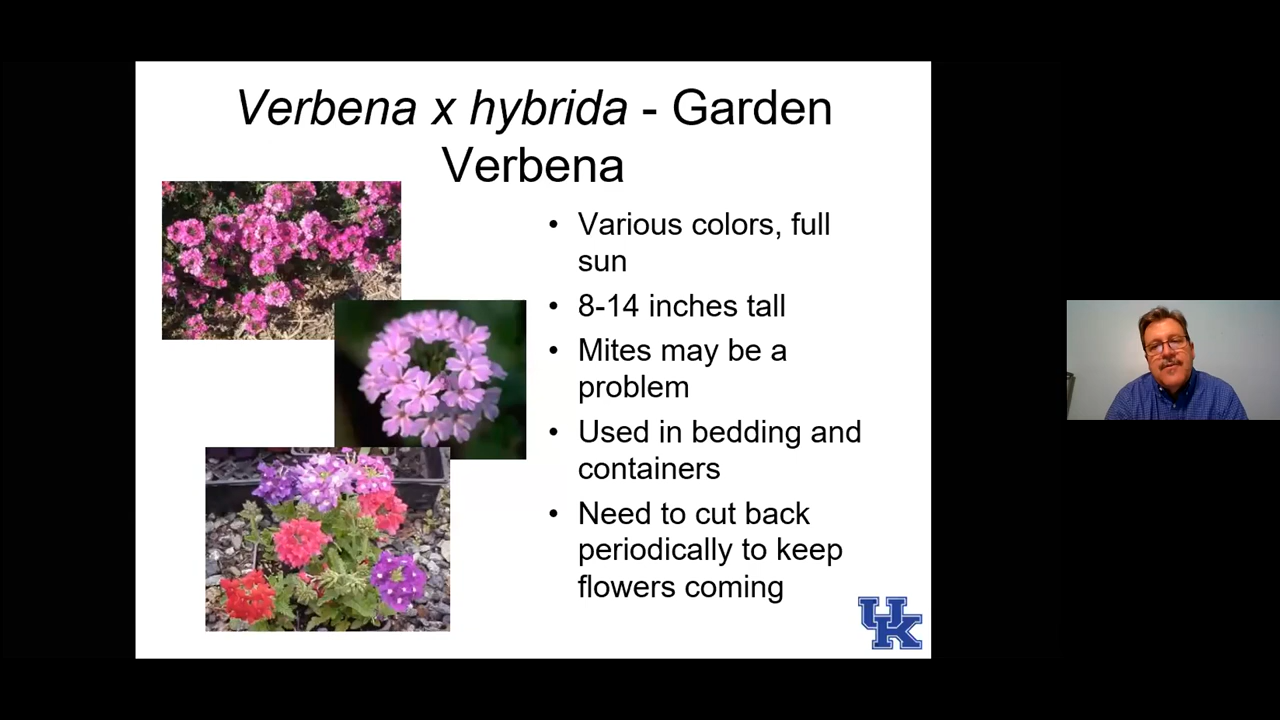 Verbena x hybrida - Garden
Verbena
• Various colors, full
sun
• 8-14 inches tall
• Mites may be a
problem
• Used in bedding and
containers
• Need to cut back
periodically to keep
flowers coming
UK